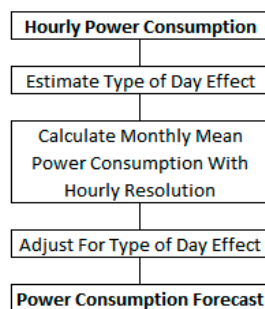 Hourly Power Consumption
Estimate Type of Day Effect
Calculate Monthly Mean
Power Consumption With
Hourly Resolution
Adjust For Type of Day Effect
Power Consumption Forecast